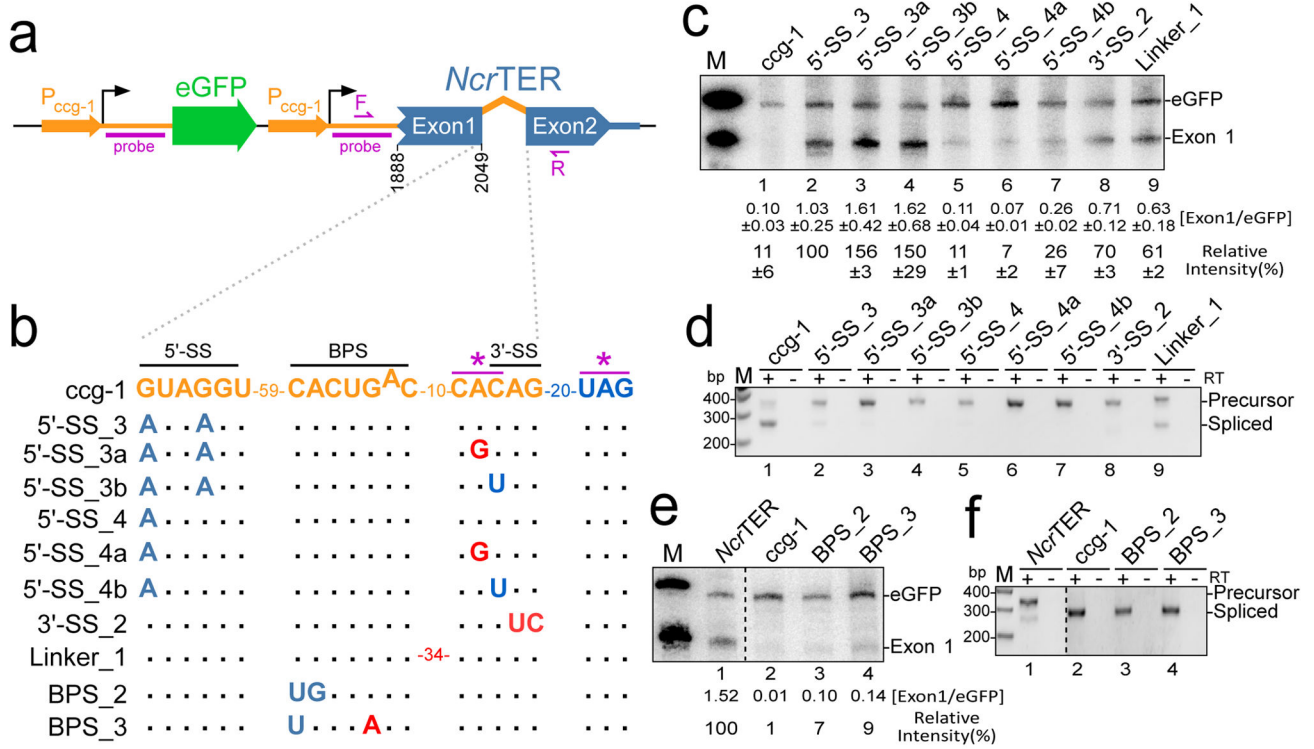 a
P ccg-1
eGFP
P ccg-1
F
NcrTER
Exon1
Exon2
probe
probe
1888
2049
R
b
5'-SS
BPS
*
3'-SS
*
ccg-1 GUAGGU -59- CACUGAC -10- CACAG -20- UAG
5'-SS_3 A . . A . . . . . . . . . . . . . . . . .
5'-SS_3a A . . A . . . . . . . . . . G . . . . . .
5'-SS_3b A . . A . . . . . . . . . . . U . . . . .
5'-SS_4 A . . . . . . . . . . . . . . . . . . . .
5'-SS_4a A . . . . . . . . . . . . . G . . . . . .
5'-SS_4b A . . . . . . . . . . . . . . U . . . . .
3'-SS_2 . . . . . . . . . . . . . . . . UC . . .
Linker_1 . . . . . . . . . . . . . -34- . . . . . . . .
BPS_2 . . . . . . UG . . . . . . . . . . . . .
BPS_3 . . . . . . U . . . A . . . . . . . . . .
c
M ccg-1 5'-SS_3 5'-SS_3a 5'-SS_3b 5'-SS_4 5'-SS_4a 5'-SS_4b 3'-SS_2 Linker_1
eGFP
Exon 1
1 2 3 4 5 6 7 8 9
0.10 1.03 1.61 1.62 0.11 0.07 0.26 0.71 0.63 [Exon1/eGFP]
±0.03 ±0.25 ±0.42 ±0.68 ±0.04 ±0.01 ±0.02 ±0.12 ±0.18
11 100 156 150 11 7 26 70 61 Relative
±6 ±3 ±29 ±1 ±2 ±7 ±3 ±2 Intensity(%)
d
ccg-1 5'-SS_3 5'-SS_3a 5'-SS_3b 5'-SS_4 5'-SS_4a 5'-SS_4b 3'-SS_2 Linker_1
bp M + - + - + - + - + - + - + - + - + - RT
400
300
200
Precursor
Spliced
1 2 3 4 5 6 7 8 9
e
M NcrTER ccg-1 BPS_2 BPS_3
eGFP
Exon 1
1 2 3 4
1.52 0.01 0.10 0.14 [Exon1/eGFP]
100 1 7 9 Relative
Intensity(%)
f
NcrTER ccg-1 BPS_2 BPS_3
bp M + - + - + - + - RT
400
300
200
Precursor
Spliced
1 2 3 4